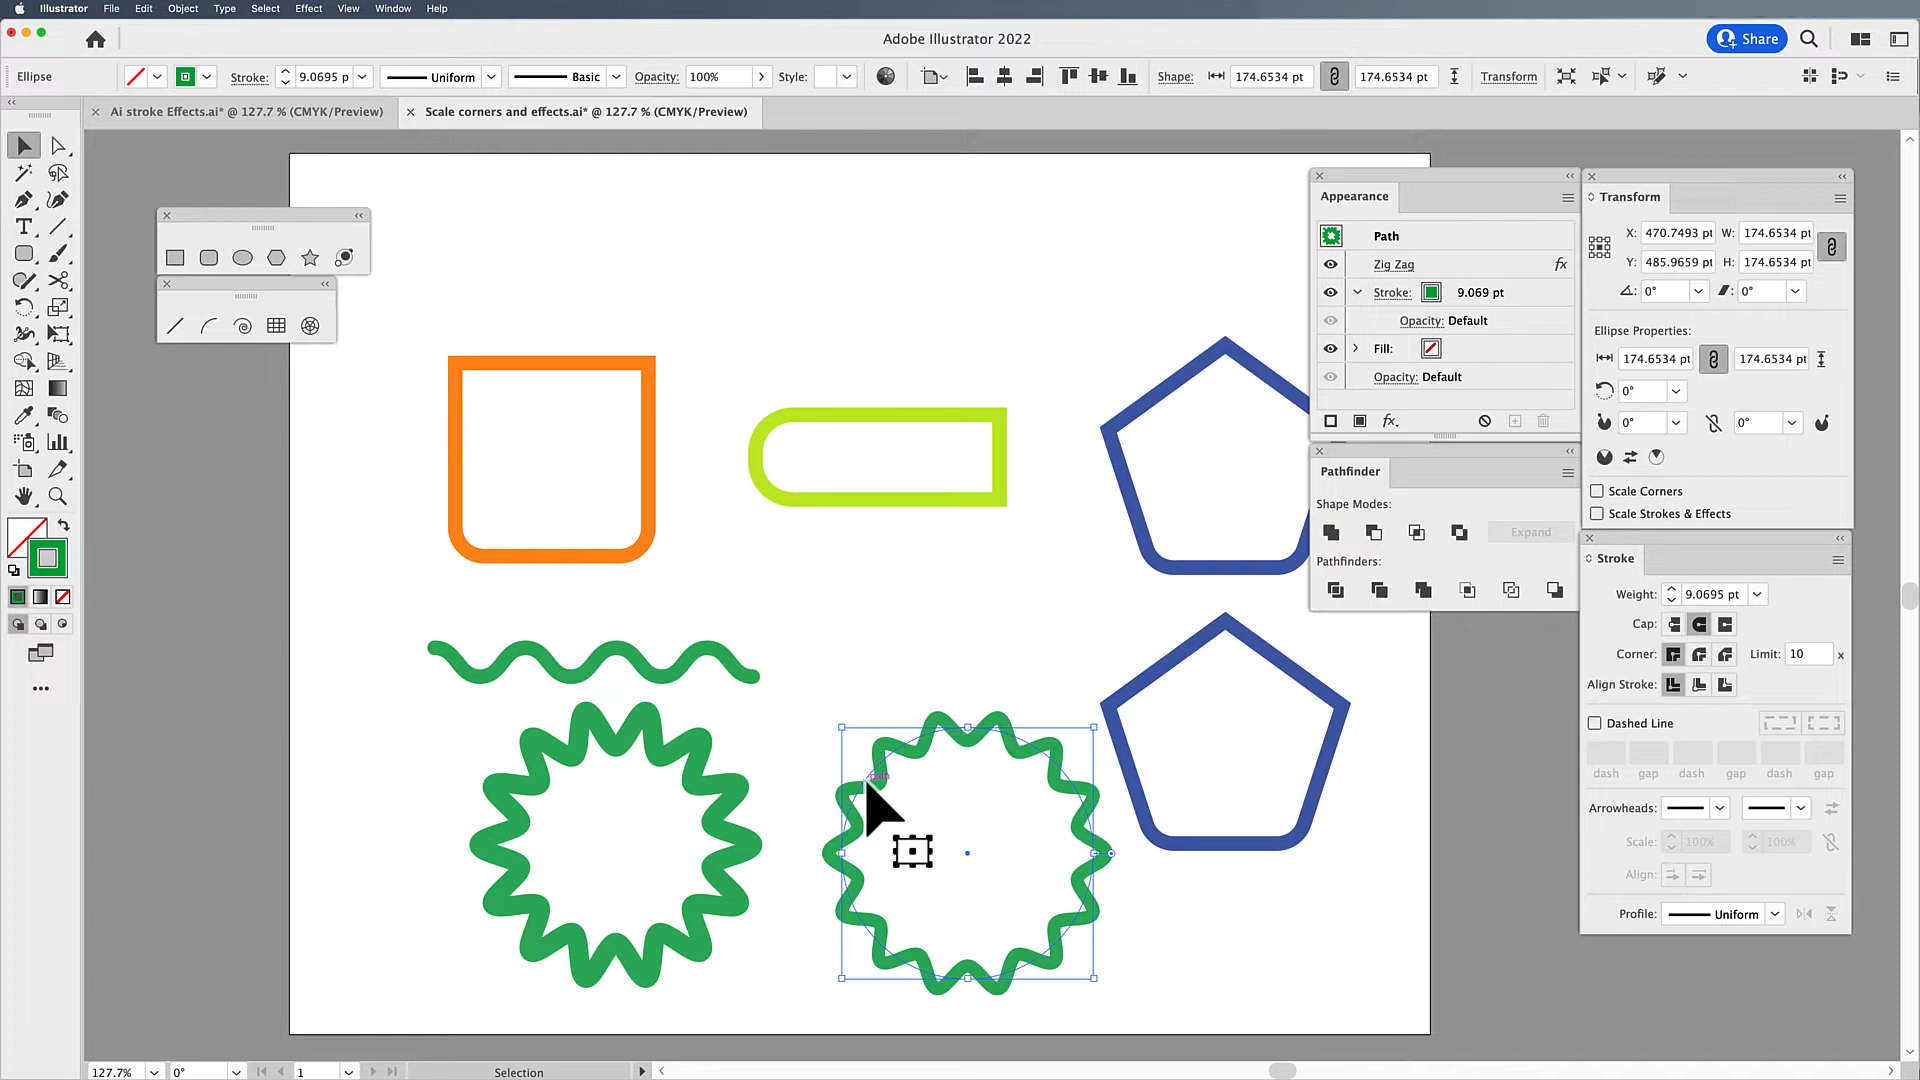 Illustrator File Edit Object Type Select Effect View Window Help
Adobe Illustrator 2022
Share
Ellipse
Stroke: 9.0695 p
Uniform
Basic
Opacity: 100%
Style:
Shape: 174.6534 pt 174.6534 pt
Transform
Ai stroke Effects.ai* @ 127.7 % (CMYK/Preview)
Scale corners and effects.ai* @ 127.7 % (CMYK/Preview)
Appearance
Path
Zig Zag fx
Stroke: 9.069 pt
Opacity: Default
Fill:
Opacity: Default
fx.
Pathfinder
Shape Modes:
Expand
Pathfinders:
Transform
X: 470.7493 pt W: 174.6534 pt
Y: 485.9659 pt H: 174.6534 pt
0° 0°
Ellipse Properties:
174.6534 pt 174.6534 pt
0°
0° 0°
Scale Corners
Scale Strokes & Effects
Stroke
Weight: 9.0695 pt
Cap:
Corner: Limit: 10 x
Align Stroke:
Dashed Line
dash gap dash gap dash gap
Arrowheads:
Scale: 100% 100%
Align:
Profile: Uniform
path
127.7% 0° 1 Selection